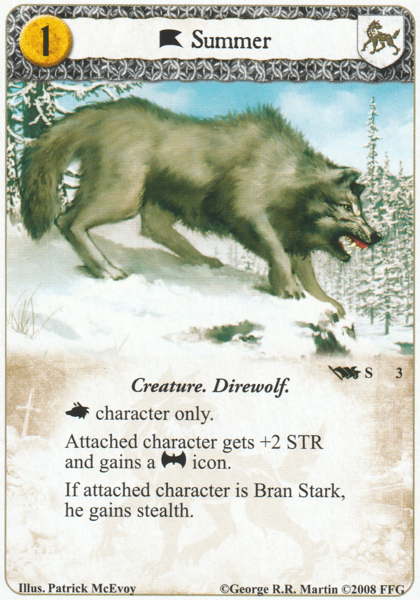 1
Summer
S 3
Creature. Direwolf.
character only.
Attached character gets +2 STR
and gains a icon.
If attached character is Bran Stark,
he gains stealth.
Illus. Patrick McEvoy ©George R.R. Martin ©2008 FFG